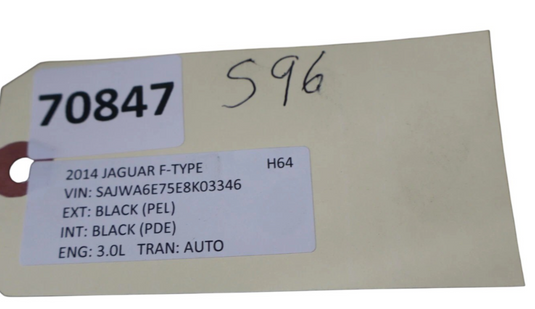 70847
S96
2014 JAGUAR F-TYPE H64
VIN: SAJWA6E75E8K03346
EXT: BLACK (PEL)
INT: BLACK (PDE)
ENG: 3.0L TRAN: AUTO